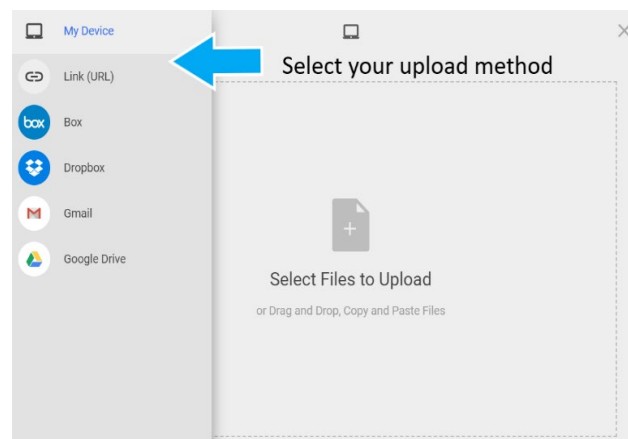 My Device
Select your upload method
Link (URL)
box
Box
Dropbox
Gmail
Google Drive
Select Files to Upload
or Drag and Drop, Copy and Paste Files